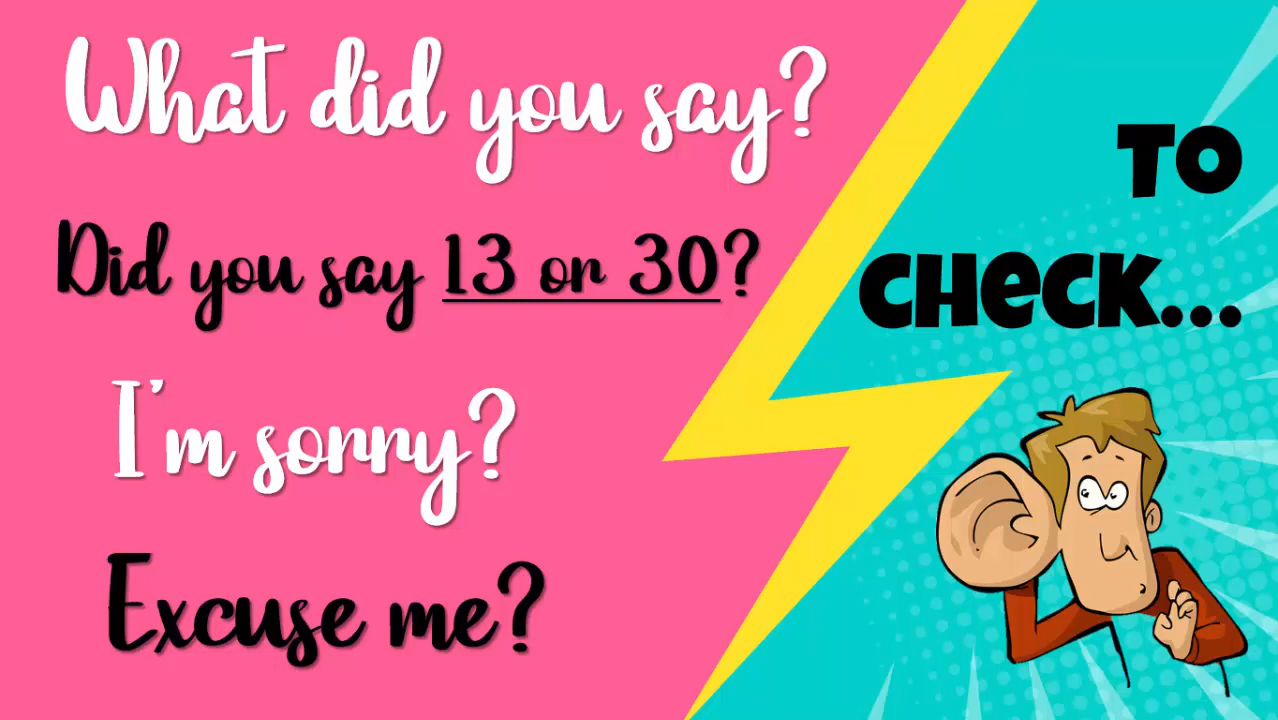 What did you say?
Did you say 13 or 30?
I'm sorry?
Excuse me?
TO
CHECK...